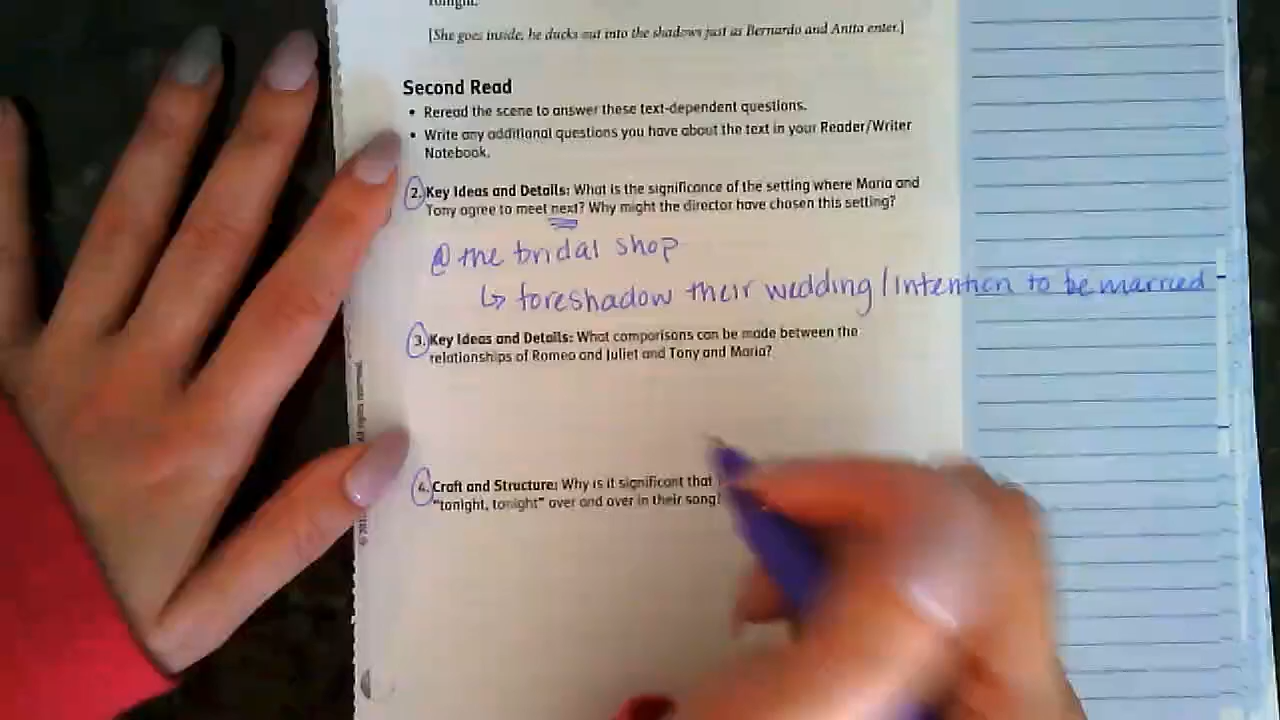 tonight.
[She goes inside, he ducks out into the shadows just as Bernardo and Anita enter.]
Second Read
• Reread the scene to answer these text-dependent questions.
• Write any additional questions you have about the text in your Reader/Writer
Notebook.
2. Key Ideas and Details: What is the significance of the setting where Maria and
Tony agree to meet next? Why might the director have chosen this setting?
@ the bridal shop
↳ foreshadow their wedding/intention to be married
3. Key Ideas and Details: What comparisons can be made between the
relationships of Romeo and Juliet and Tony and Maria?
4. Craft and Structure: Why is it significant that
"tonight, tonight" over and over in their song?